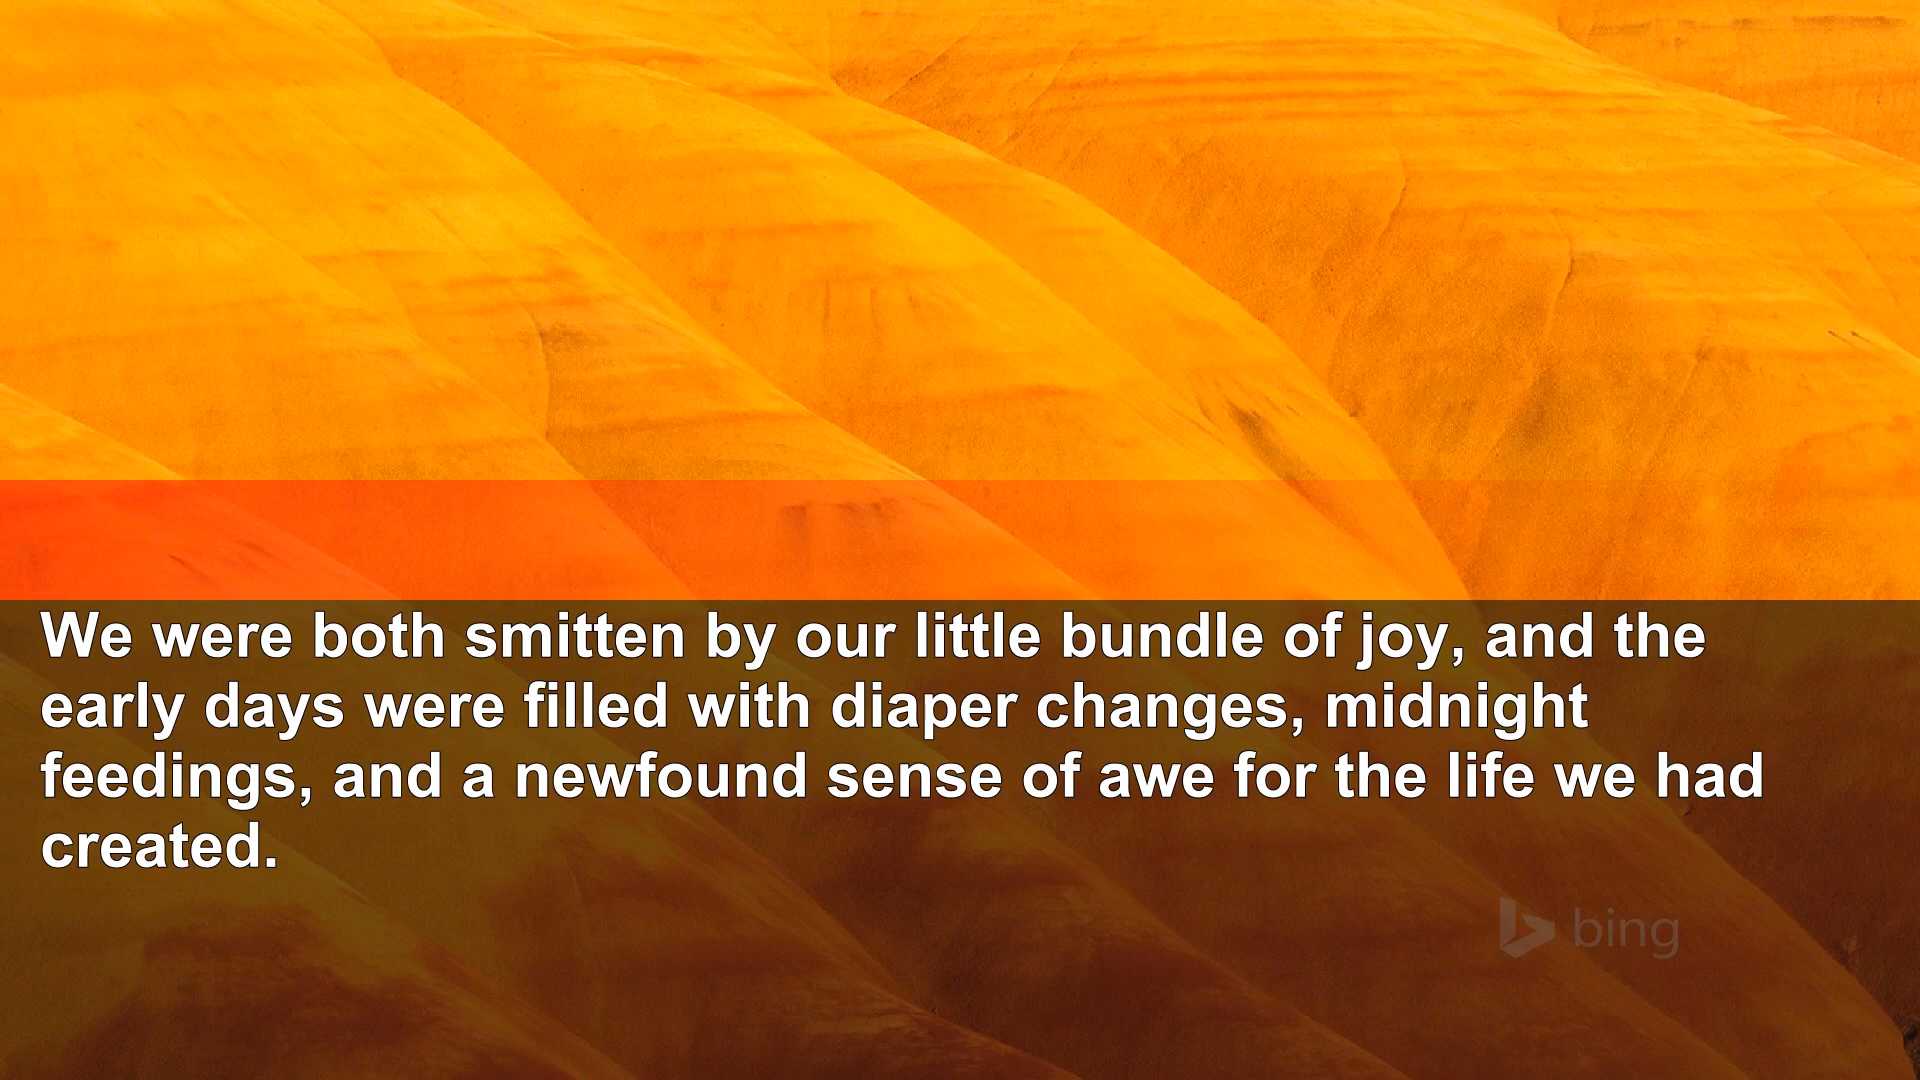 We were both smitten by our little bundle of joy, and the
early days were filled with diaper changes, midnight
feedings, and a newfound sense of awe for the life we had
created.
bing